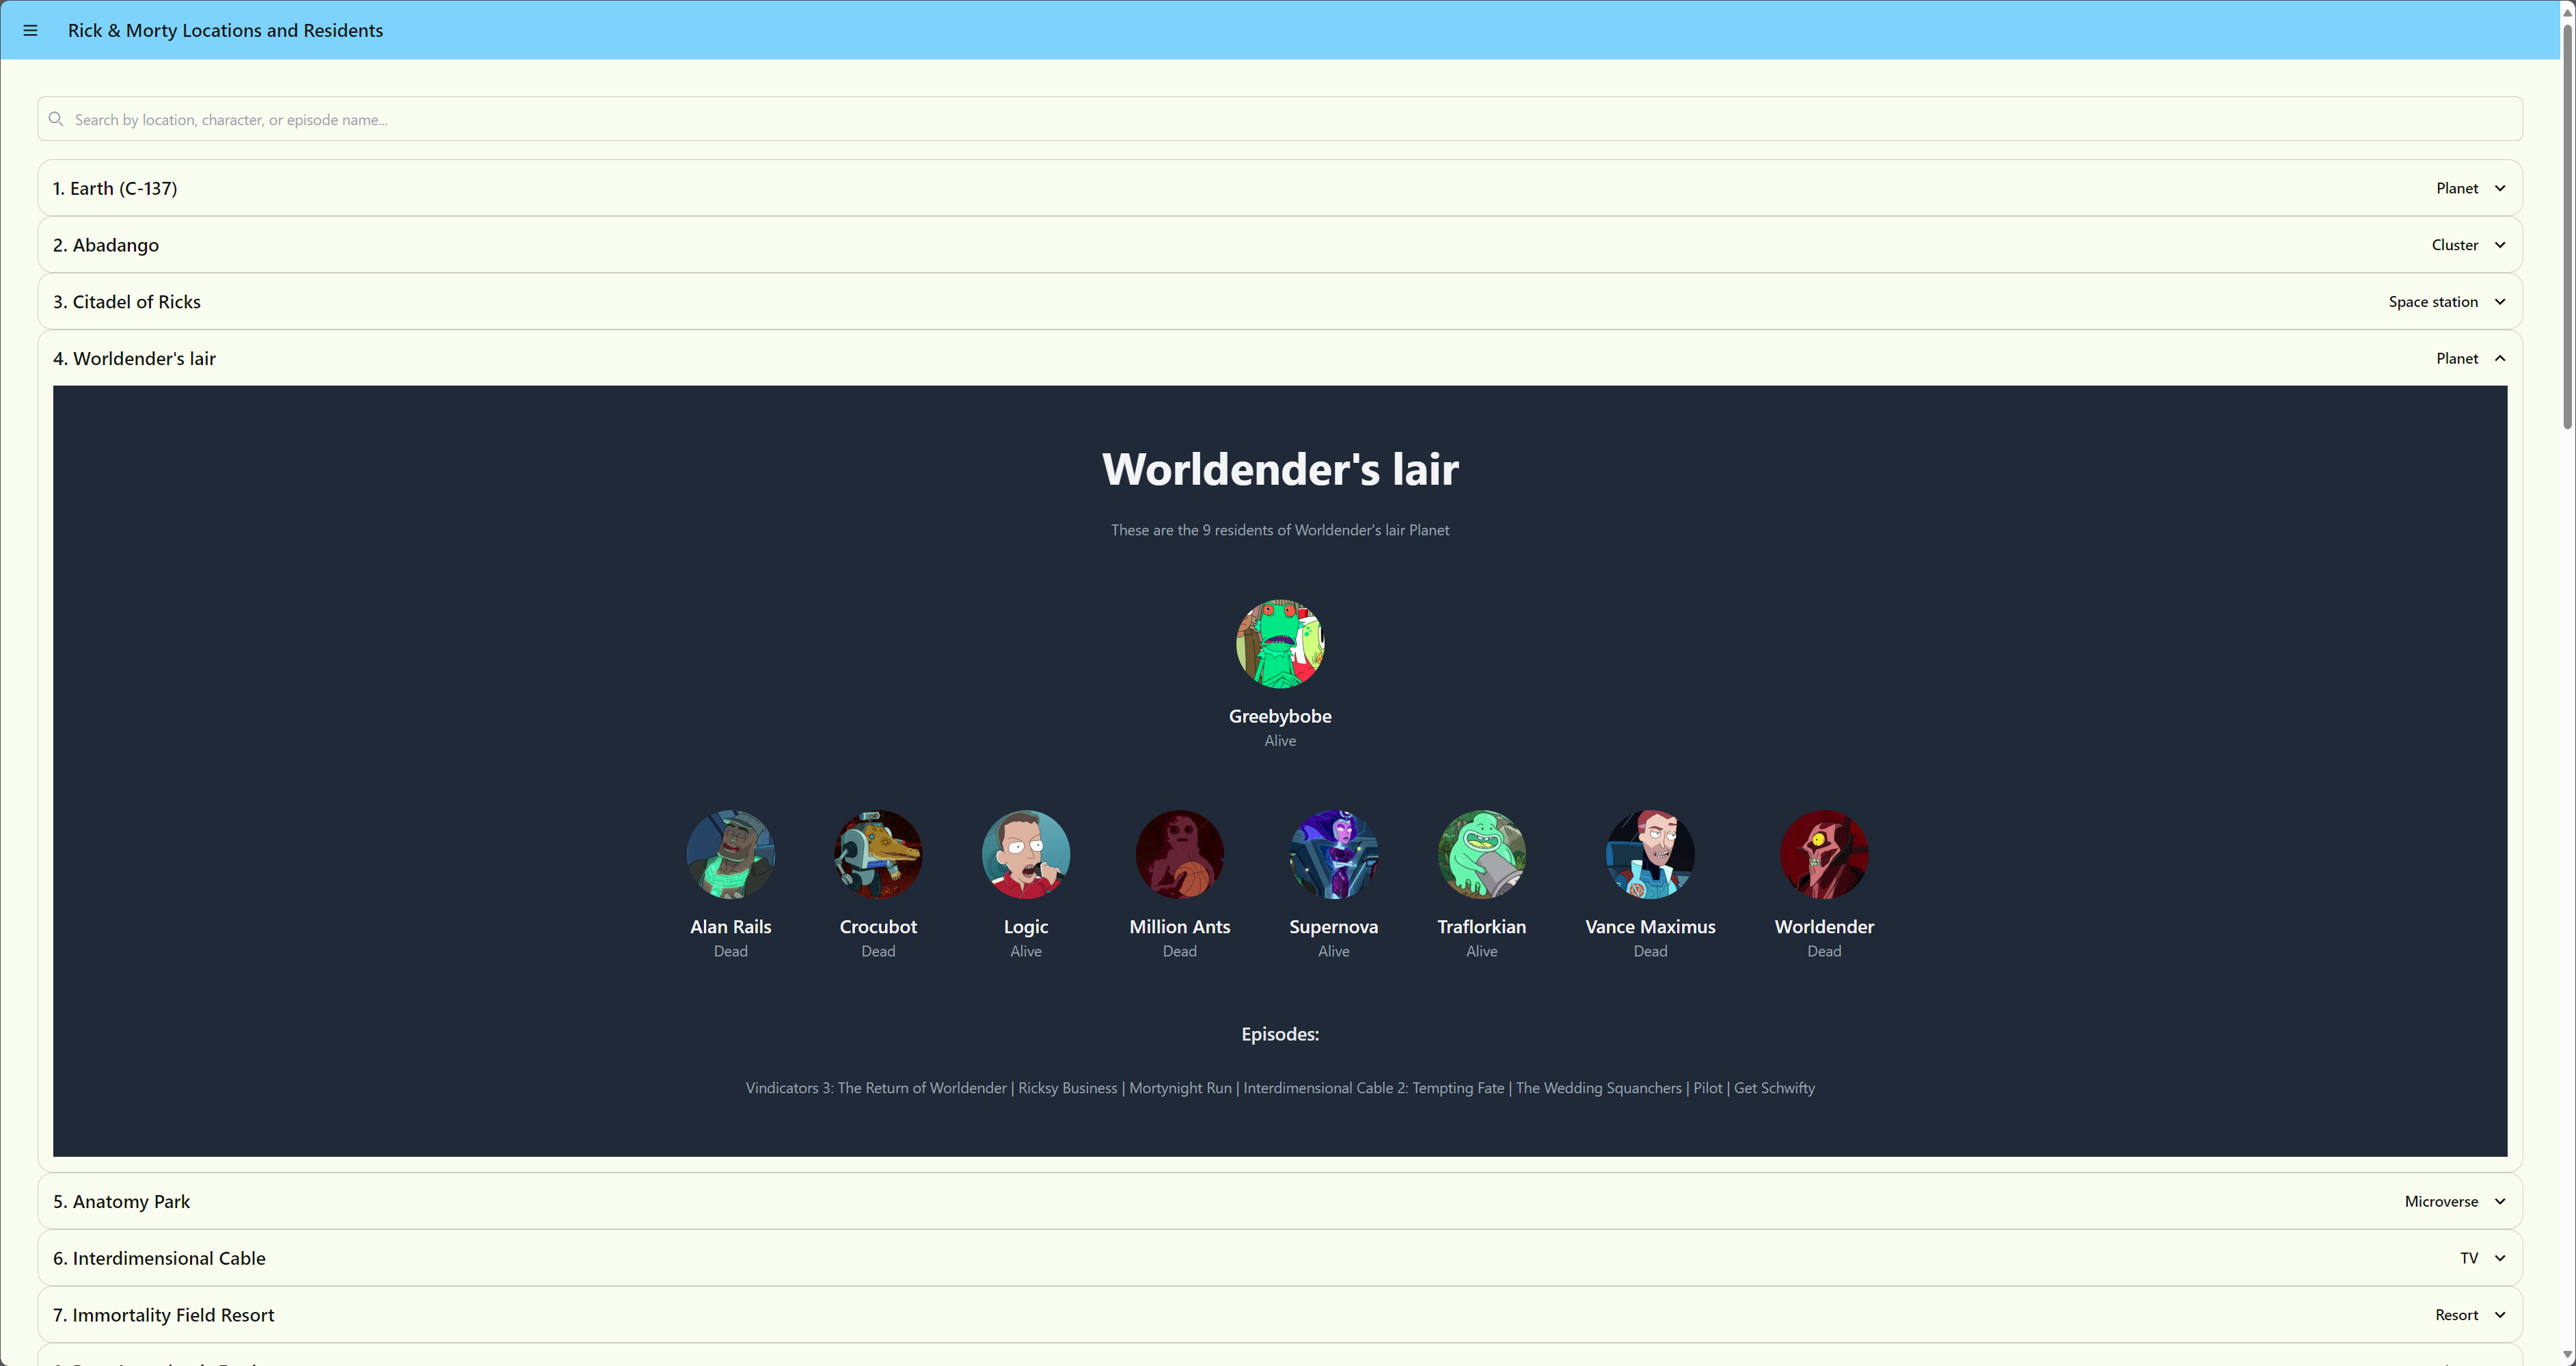 Rick & Morty Locations and Residents
Search by location, character, or episode name...
1. Earth (C-137) Planet
2. Abadango Cluster
3. Citadel of Ricks Space station
4. Worldender's lair Planet
Worldender's lair
These are the 9 residents of Worldender's lair Planet
Greebybobe
Alive
Alan Rails Crocubot Logic Million Ants Supernova Traflorkian Vance Maximus Worldender
Dead Dead Alive Dead Alive Alive Dead Dead
Episodes:
Vindicators 3: The Return of Worldender | Ricksy Business | Mortynight Run | Interdimensional Cable 2: Tempting Fate | The Wedding Squanchers | Pilot | Get Schwifty
5. Anatomy Park Microverse
6. Interdimensional Cable TV
7. Immortality Field Resort Resort